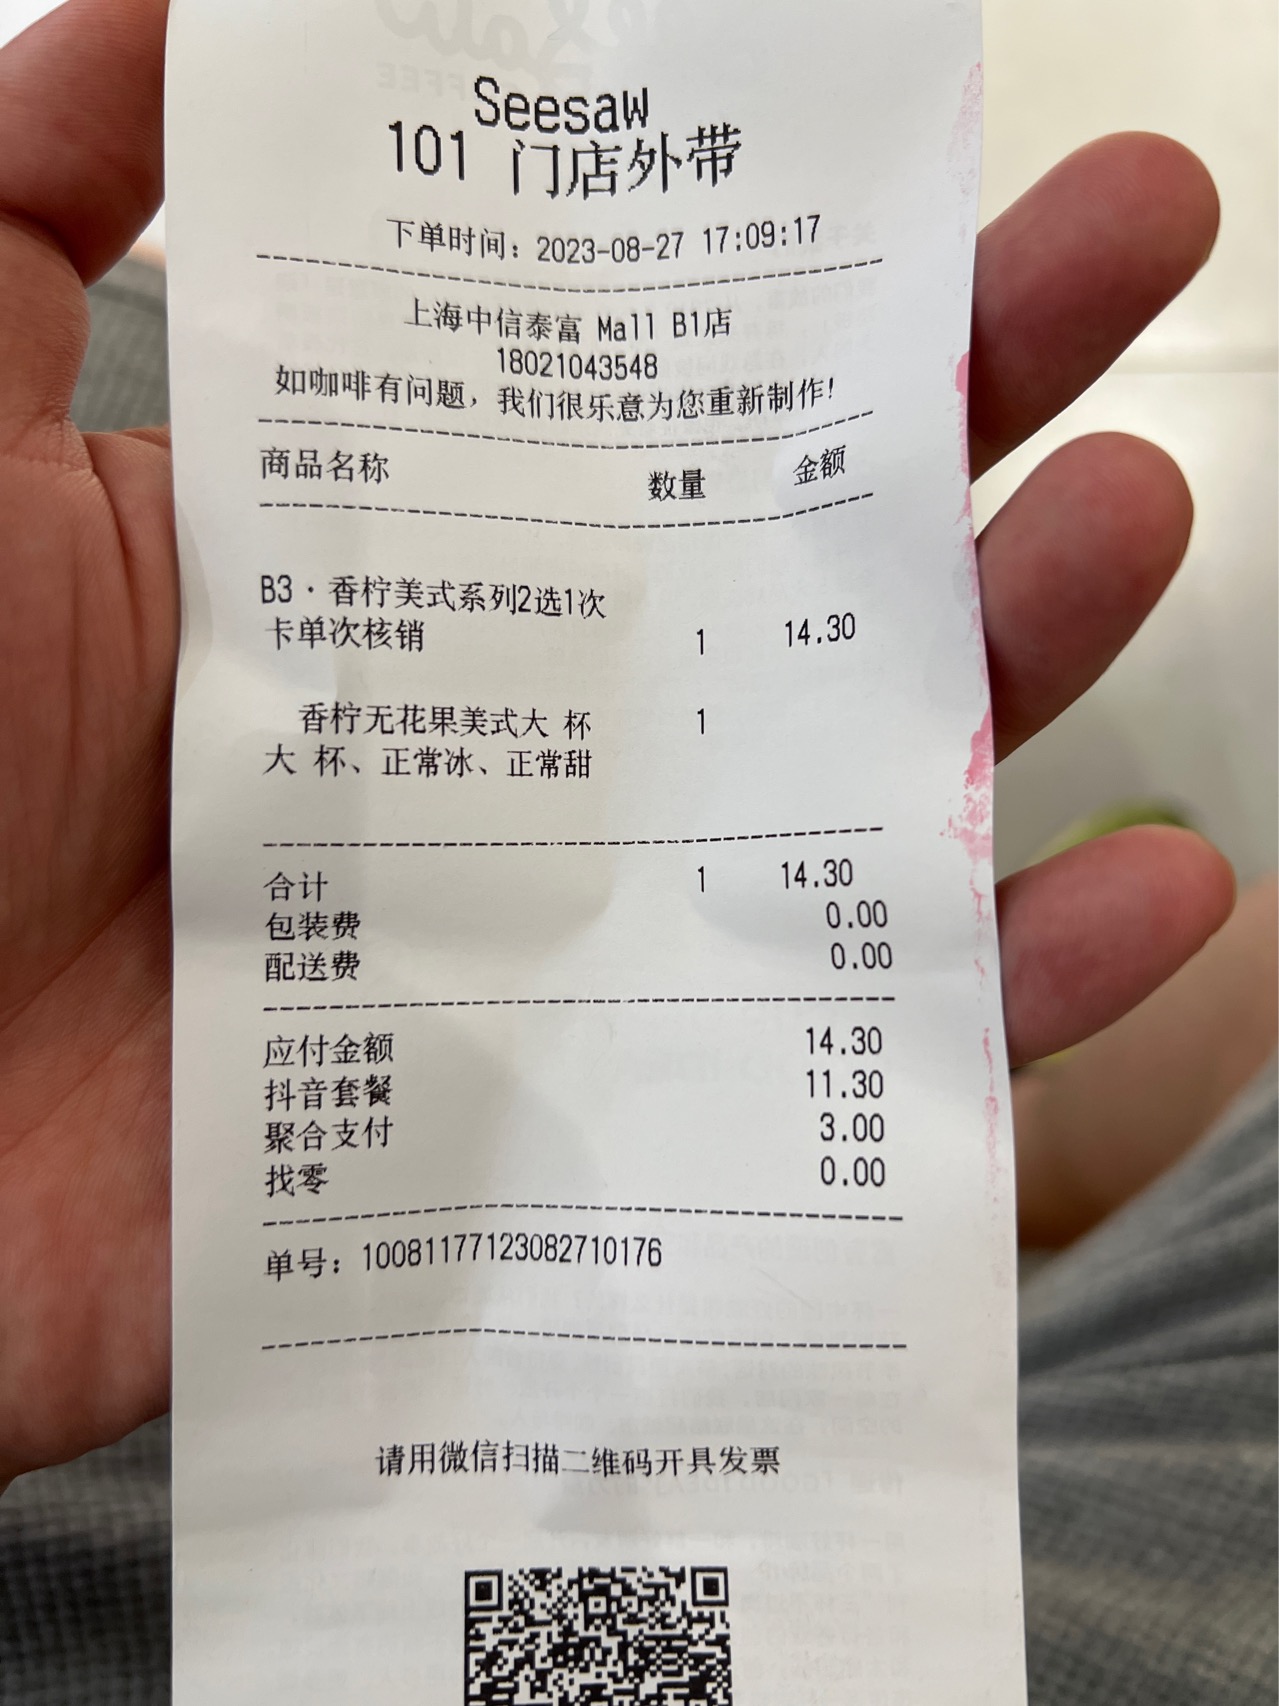 Seesaw
101 门店外带
下单时间：2023-08-27 17:09:17
上海中信泰富 Mall B1店
18021043548
如咖啡有问题，我们很乐意为您重新制作！
商品名称 数量 金额
B3·香柠美式系列2选1次
卡单次核销 1 14.30
香柠无花果美式大 杯 1
大 杯、正常冰、正常甜
合计 1 14.30
包装费 0.00
配送费 0.00
应付金额 14.30
抖音套餐 11.30
聚合支付 3.00
找零 0.00
单号：10081177123082710176
请用微信扫描二维码开具发票